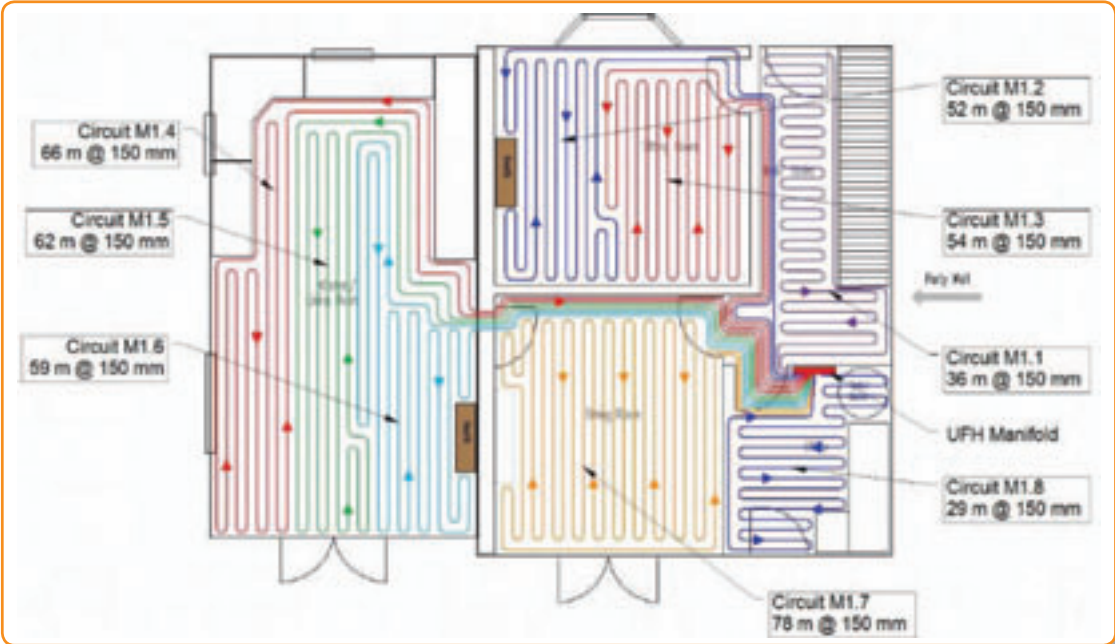 Circuit M1.2
52 m @ 150 mm
Circuit M1.4
66 m @ 150 mm
Circuit M1.5
62 m @ 150 mm
Circuit M1.3
54 m @ 150 mm
Party Wall
Circuit M1.6
59 m @ 150 mm
Circuit M1.1
36 m @ 150 mm
UFH Manifold
Circuit M1.8
29 m @ 150 mm
Circuit M1.7
78 m @ 150 mm